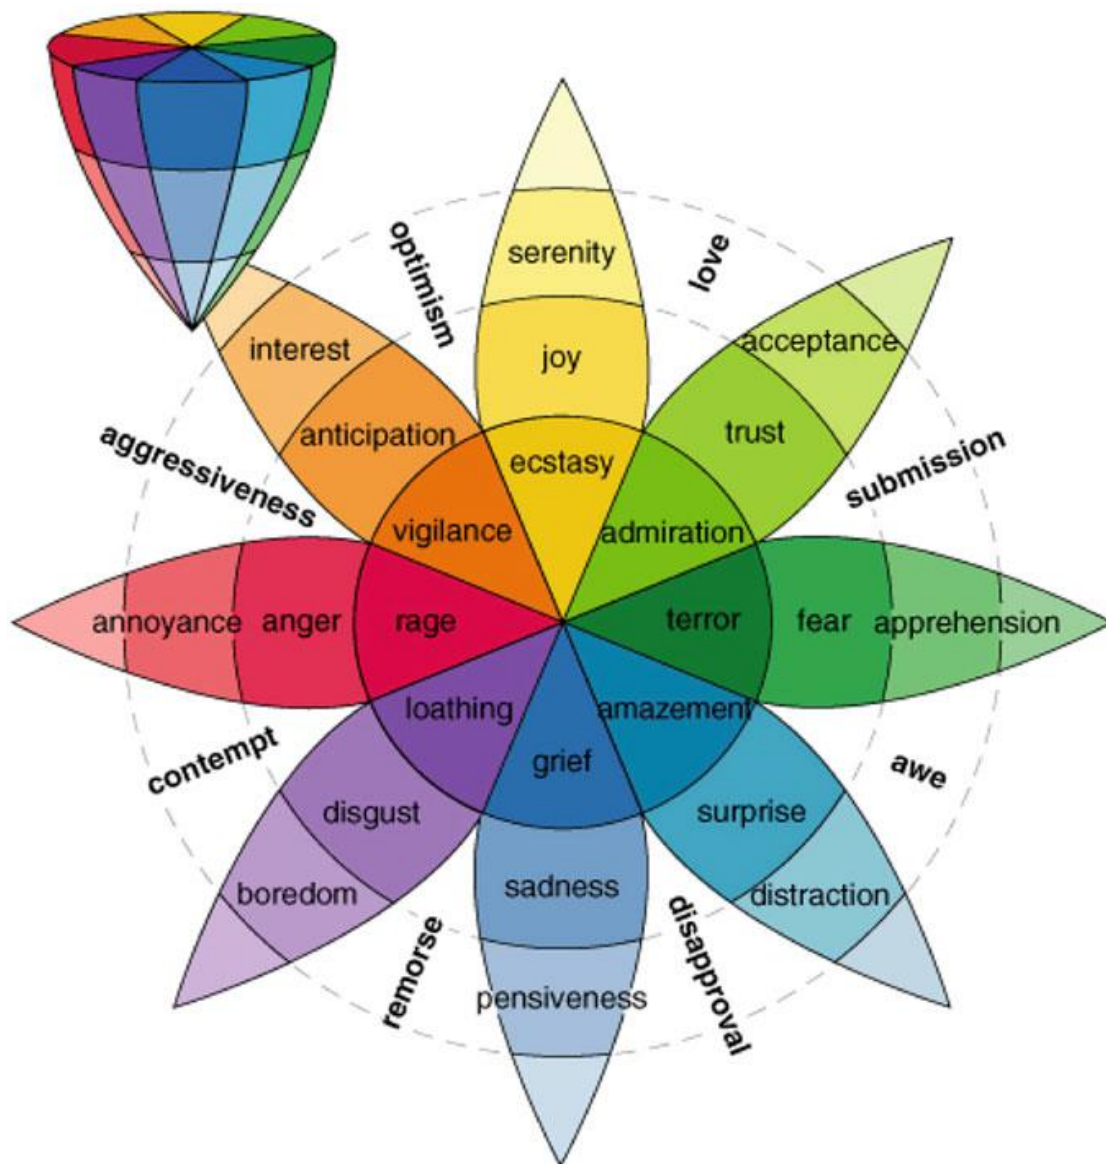 optimism
serenity
love
interest
joy
acceptance
anticipation
trust
aggressiveness
ecstasy
submission
vigilance
admiration
annoyance
anger
rage
terror
fear
apprehension
loathing
amazement
contempt
grief
awe
disgust
surprise
boredom
sadness
distraction
remorse
disapproval
pensiveness